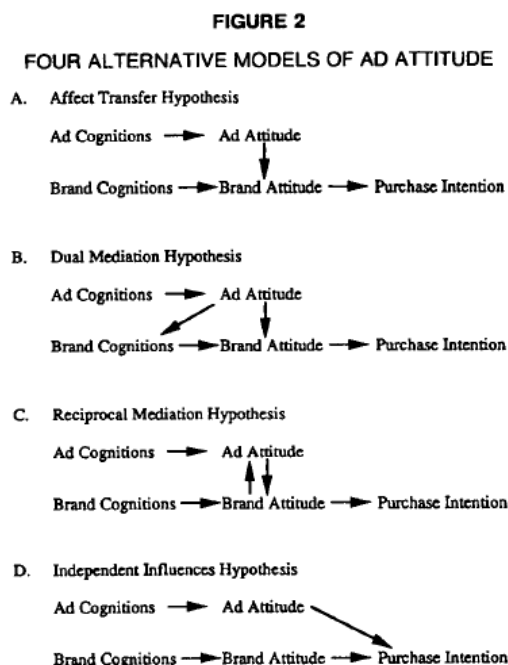 FIGURE 2
FOUR ALTERNATIVE MODELS OF AD ATTITUDE
A. Affect Transfer Hypothesis
Ad Cognitions Ad Attitude
Brand Cognitions Brand Attitude Purchase Intention
B. Dual Mediation Hypothesis
Ad Cognitions Ad Attitude
Brand Cognitions Brand Attitude Purchase Intention
C. Reciprocal Mediation Hypothesis
Ad Cognitions Ad Attitude
Brand Cognitions Brand Attitude Purchase Intention
D. Independent Influences Hypothesis
Ad Cognitions Ad Attitude
Brand Cognitions Brand Attitude Purchase Intention